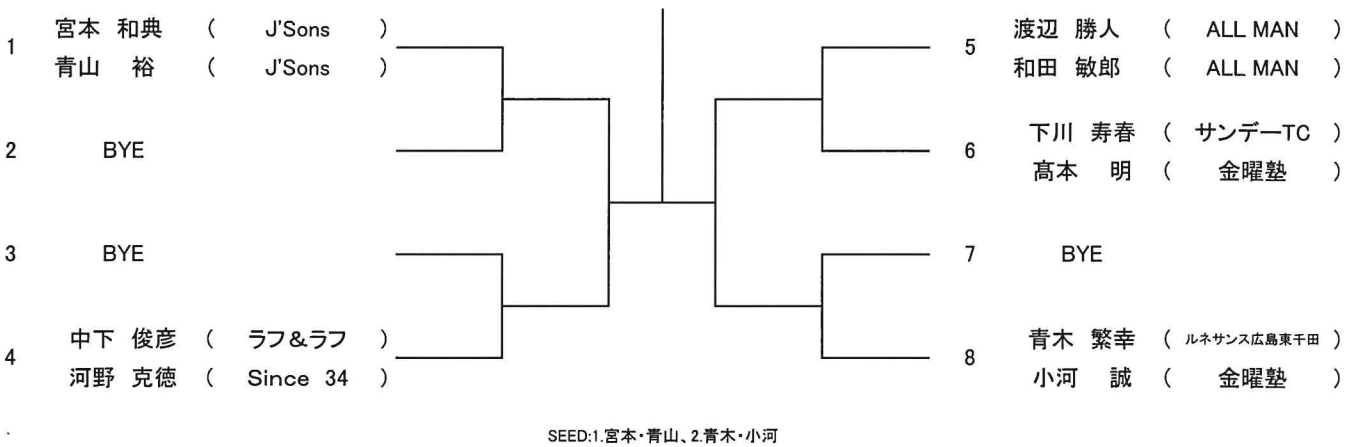 1 宮本 和典 ( J'Sons )
青山 裕 ( J'Sons )
2 BYE
3 BYE
4 中下 俊彦 ( ラフ&ラフ )
河野 克徳 ( Since 34 )
5 渡辺 勝人 ( ALL MAN )
和田 敏郎 ( ALL MAN )
6 下川 寿春 ( サンデーTC )
髙本 明 ( 金曜塾 )
7 BYE
8 青木 繁幸 ( ルネサンス広島東千田 )
小河 誠 ( 金曜塾 )
SEED:1.宮本・青山、2.青木・小河